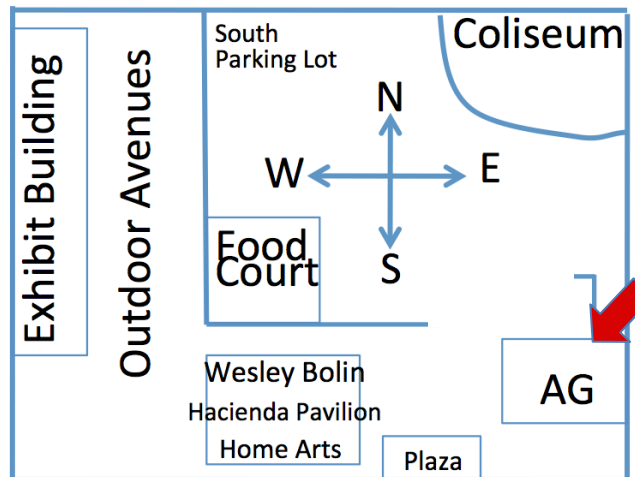 Exhibit Building
Outdoor Avenues
South
Parking Lot
Coliseum
N
W
E
S
Food
Court
Wesley Bolin
Hacienda Pavilion
Home Arts
AG
Plaza